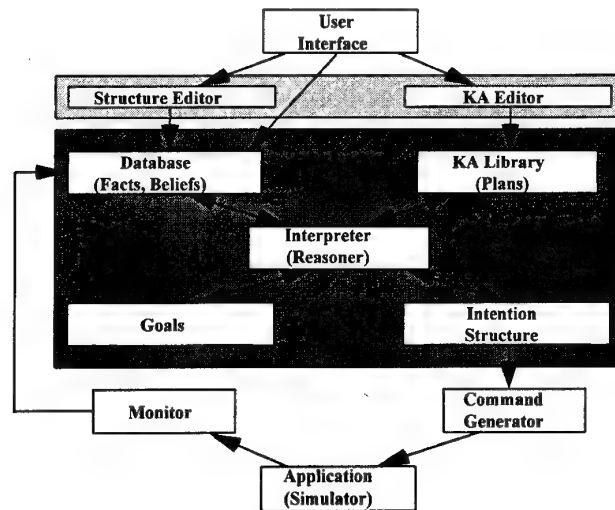 User
Interface
Structure Editor
KA Editor
Database
(Facts, Beliefs)
KA Library
(Plans)
Interpreter
(Reasoner)
Goals
Intention
Structure
Monitor
Command
Generator
Application
(Simulator)